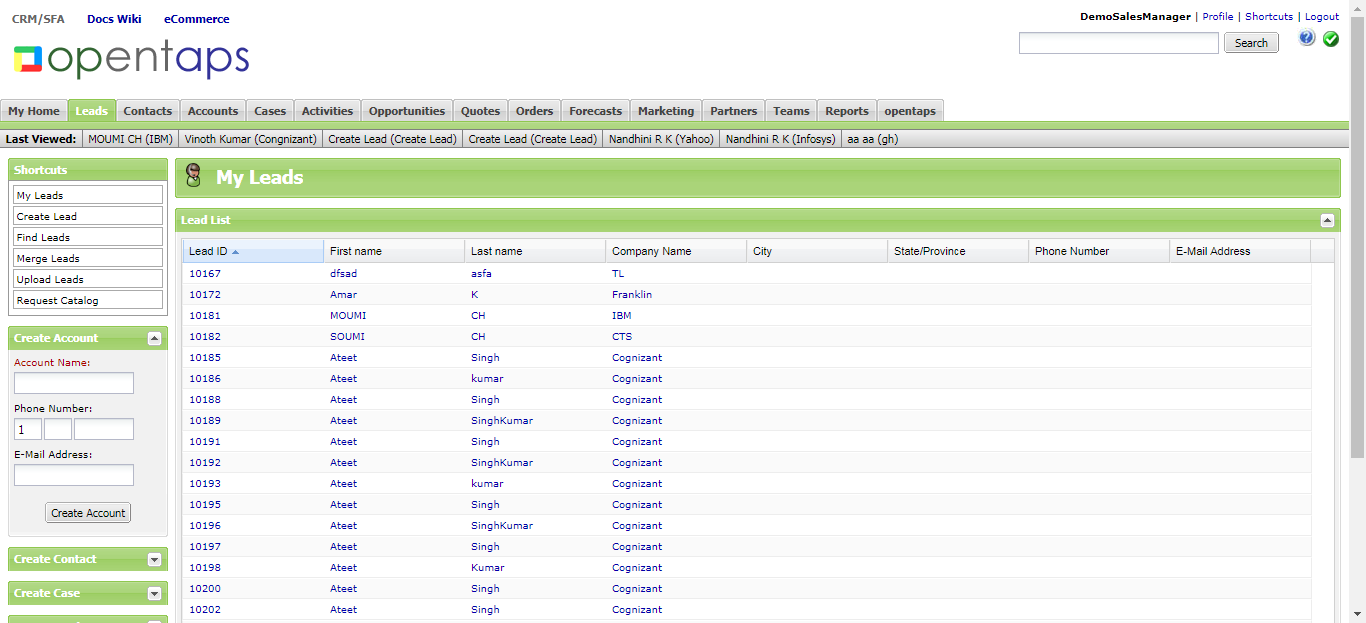 CRM/SFA Docs Wiki eCommerce
DemoSalesManager | Profile | Shortcuts | Logout
opentaps
Search
My Home Leads Contacts Accounts Cases Activities Opportunities Quotes Orders Forecasts Marketing Partners Teams Reports opentaps
Last Viewed: MOUMI CH (IBM) Vinoth Kumar (Congnizant) Create Lead (Create Lead) Create Lead (Create Lead) Nandhini R K (Yahoo) Nandhini R K (Infosys) aa aa (gh)
Shortcuts
My Leads
Create Lead
Find Leads
Merge Leads
Upload Leads
Request Catalog
Create Account
Account Name:
Phone Number:
1
E-Mail Address:
Create Account
Create Contact
Create Case
My Leads
Lead List
Lead ID First name Last name Company Name City State/Province Phone Number E-Mail Address
10167 dfsad asfa TL
10172 Amar K Franklin
10181 MOUMI CH IBM
10182 SOUMI CH CTS
10185 Ateet Singh Cognizant
10186 Ateet kumar Cognizant
10188 Ateet Singh Cognizant
10189 Ateet SinghKumar Cognizant
10191 Ateet Singh Cognizant
10192 Ateet SinghKumar Cognizant
10193 Ateet kumar Cognizant
10195 Ateet Singh Cognizant
10196 Ateet SinghKumar Cognizant
10197 Ateet Singh Cognizant
10198 Ateet Kumar Cognizant
10200 Ateet Singh Cognizant
10202 Ateet Singh Cognizant